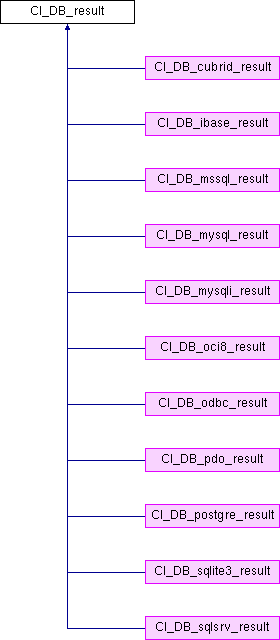 CI_DB_result
CI_DB_cubrid_result
CI_DB_ibase_result
CI_DB_mssql_result
CI_DB_mysql_result
CI_DB_mysqli_result
CI_DB_oci8_result
CI_DB_odbc_result
CI_DB_pdo_result
CI_DB_postgre_result
CI_DB_sqlite3_result
CI_DB_sqlsrv_result